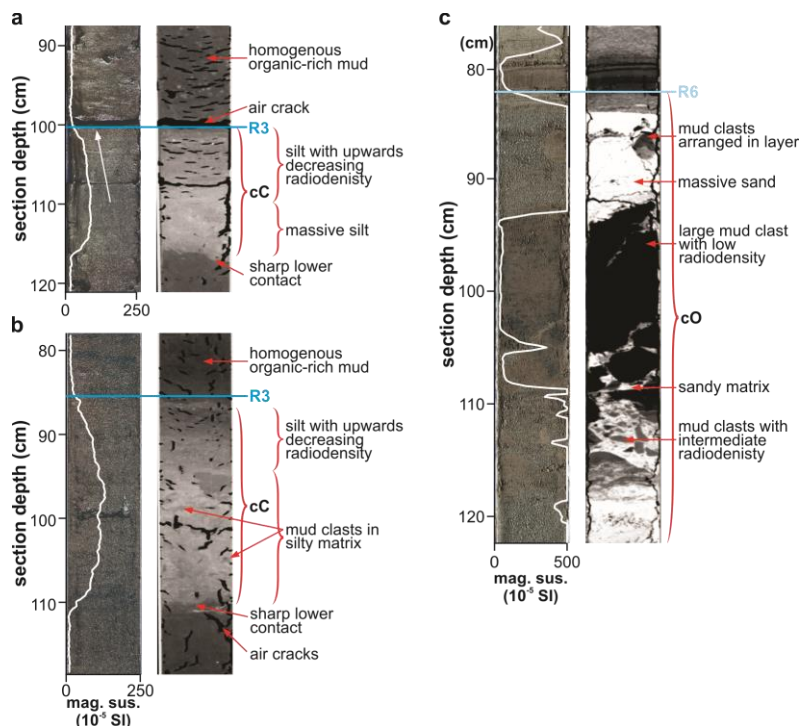 a
90
100
110
120
section depth (cm)
0
250
homogenous
organic-rich mud
air crack
R3
silt with upwards
decreasing
radiodenisty
cC
massive silt
sharp lower
contact
b
80
90
100
110
section depth (cm)
0
250
mag. sus.
(10⁻⁵ SI)
homogenous
organic-rich mud
R3
silt with upwards
decreasing
radiodensity
cC
mud clasts in
silty matrix
sharp lower
contact
air cracks
c
(cm)
80
90
100
110
120
section depth (cm)
0
500
mag. sus.
(10⁻⁵ SI)
R6
mud clasts
arranged in layer
massive sand
large mud clast
with low
radiodensity
cO
sandy matrix
mud clasts with
intermediate
radiodenisty